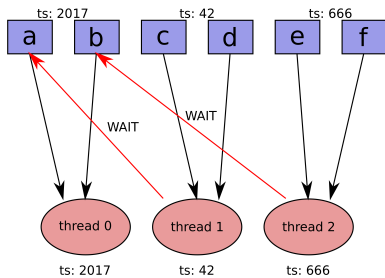 ts: 2017 ts: 42 ts: 666
a b c d e f
WAIT WAIT
thread 0 thread 1 thread 2
ts: 2017 ts: 42 ts: 666